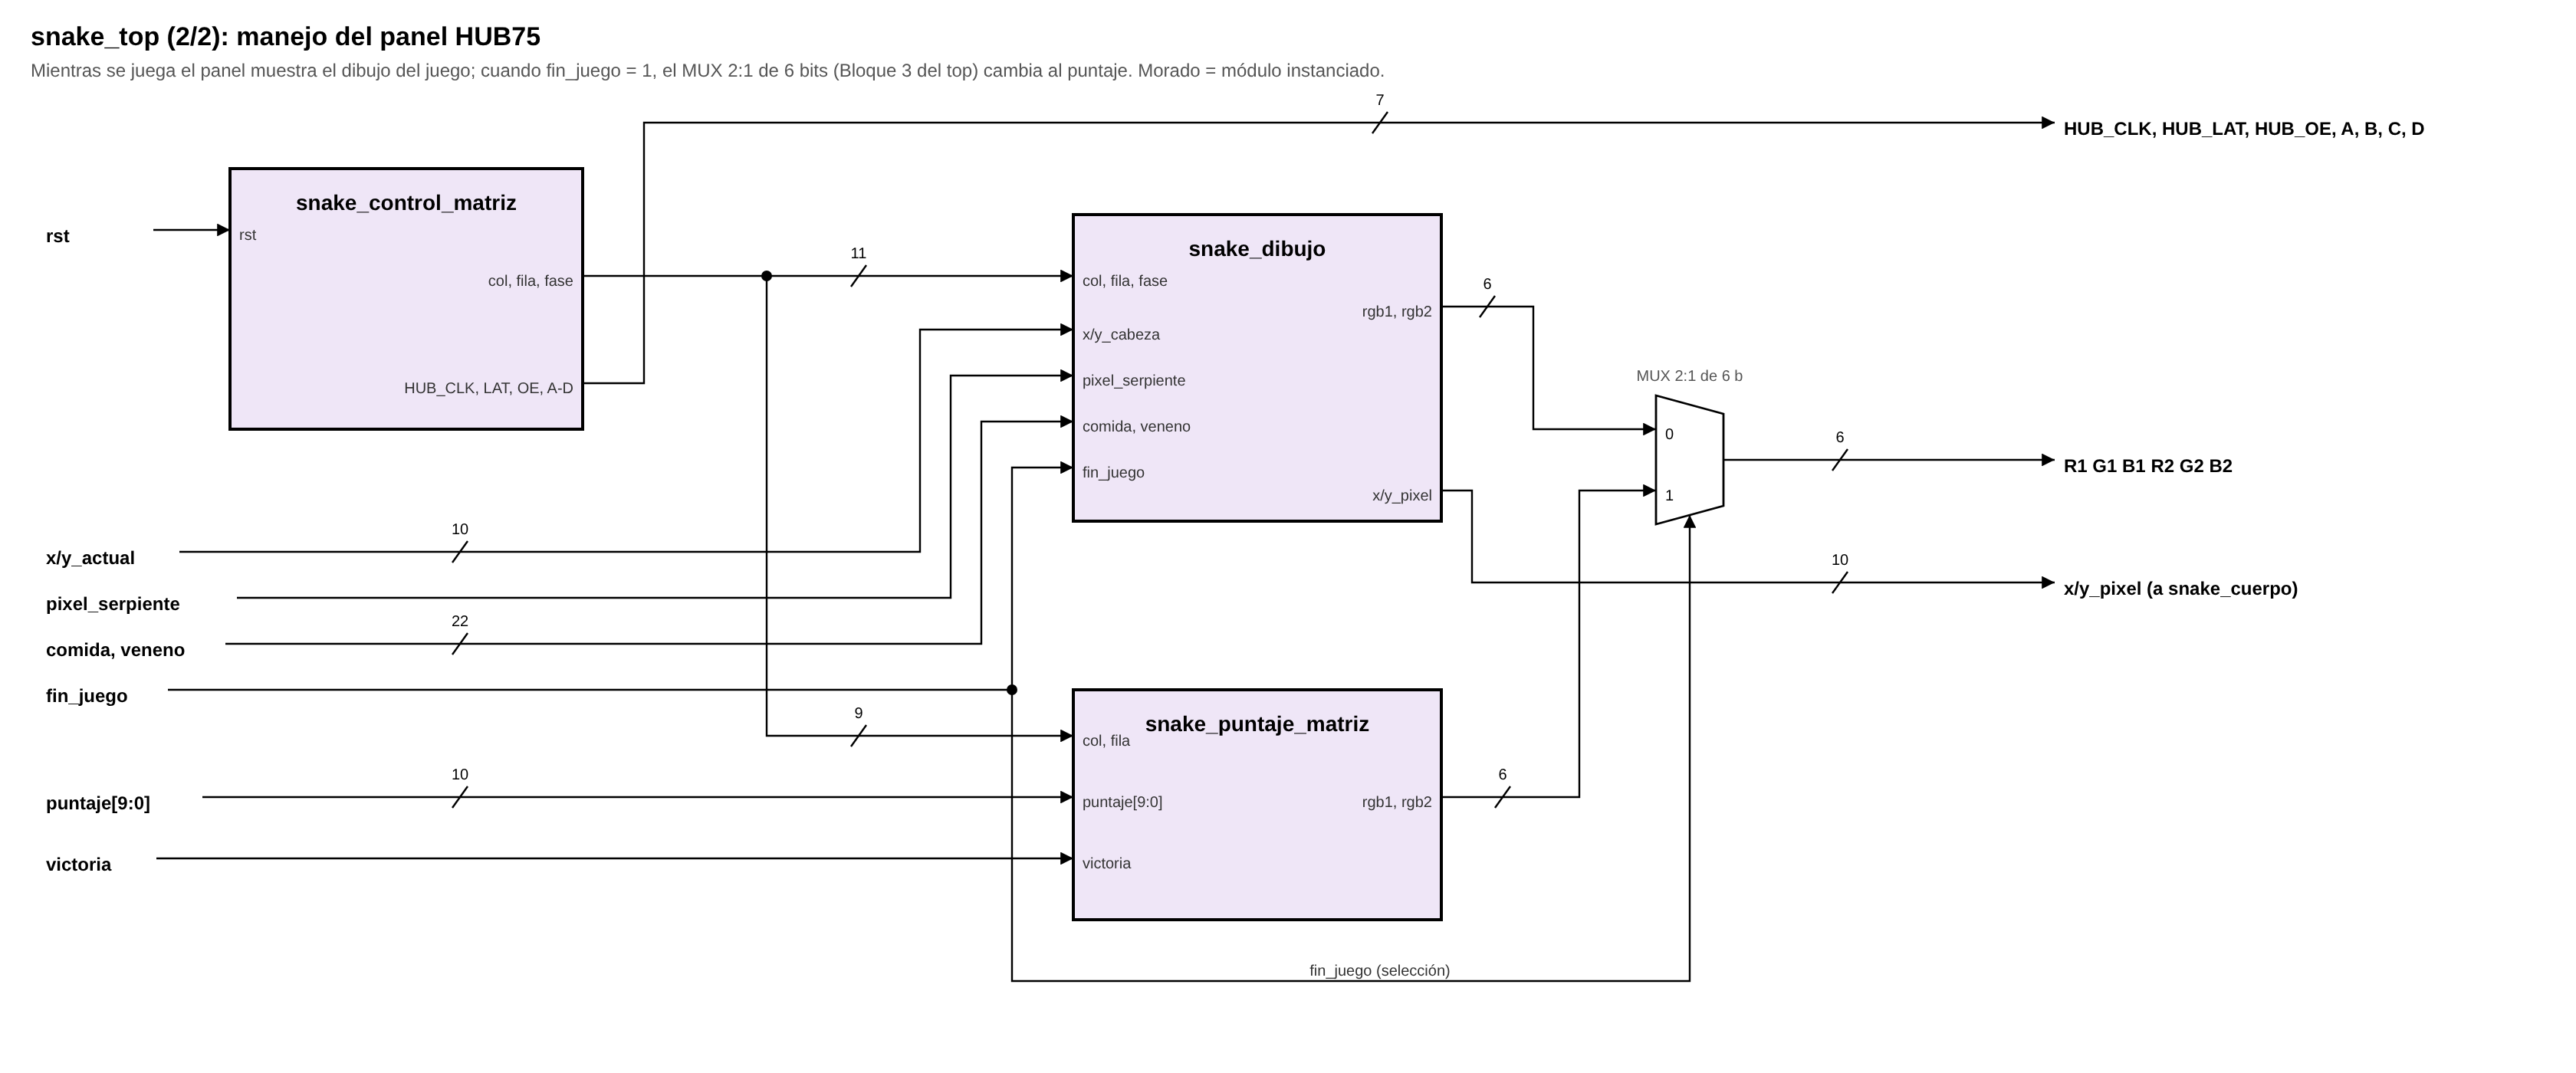 snake_top (2/2): manejo del panel HUB75
Mientras se juega el panel muestra el dibujo del juego; cuando fin_juego = 1, el MUX 2:1 de 6 bits (Bloque 3 del top) cambia al puntaje. Morado = módulo instanciado.
7
HUB_CLK, HUB_LAT, HUB_OE, A, B, C, D
snake_control_matriz
rst
rst
col, fila, fase
HUB_CLK, LAT, OE, A-D
11
snake_dibujo
col, fila, fase
rgb1, rgb2
x/y_cabeza
pixel_serpiente
comida, veneno
fin_juego
x/y_pixel
6
MUX 2:1 de 6 b
0
1
6
R1 G1 B1 R2 G2 B2
10
x/y_pixel (a snake_cuerpo)
10
x/y_actual
pixel_serpiente
22
comida, veneno
fin_juego
9
snake_puntaje_matriz
col, fila
10
puntaje[9:0]
puntaje[9:0]
rgb1, rgb2
6
victoria
victoria
fin_juego (selección)